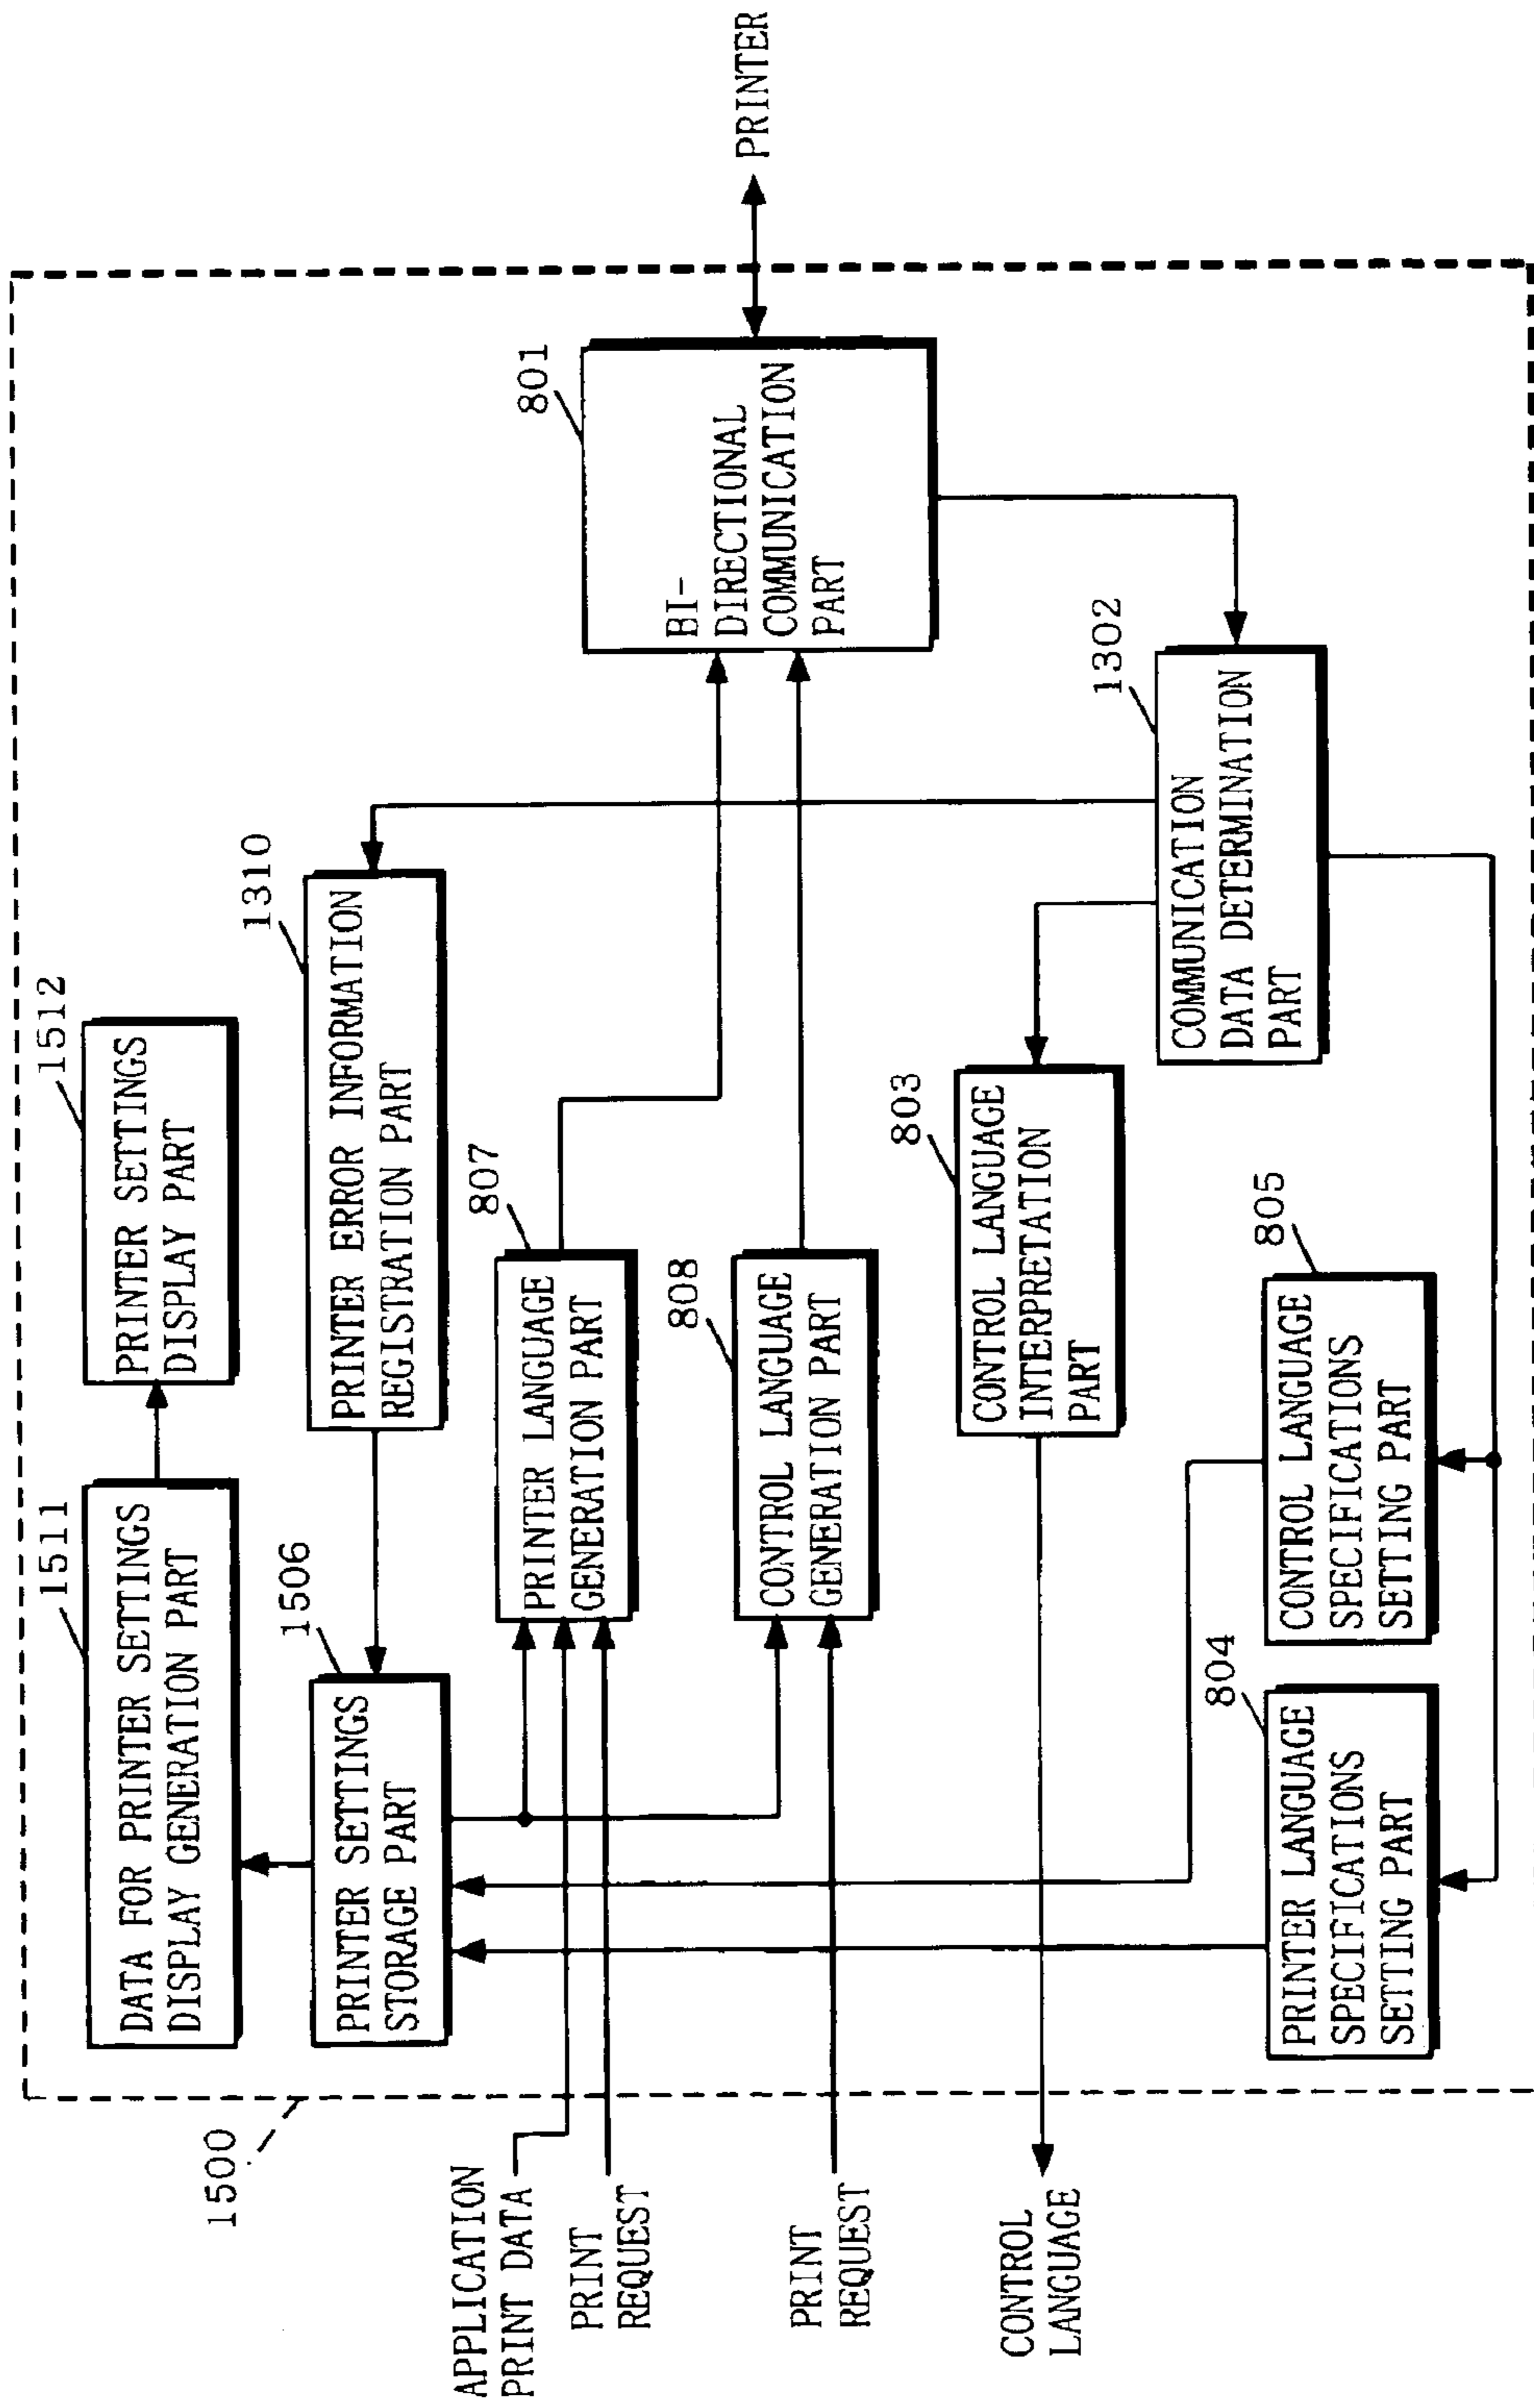 1511
DATA FOR PRINTER SETTINGS
DISPLAY GENERATION PART
1512
PRINTER SETTINGS
DISPLAY PART
1506
PRINTER SETTINGS
STORAGE PART
1310
PRINTER ERROR INFORMATION
REGISTRATION PART
1500
APPLICATION
PRINT DATA
PRINT
REQUEST
807
PRINTER LANGUAGE
GENERATION PART
801
BI-
DIRECTIONAL
COMMUNICATION
PART
PRINTER
PRINT
REQUEST
808
CONTROL LANGUAGE
GENERATION PART
CONTROL
LANGUAGE
803
CONTROL LANGUAGE
INTERPRETATION
PART
1302
COMMUNICATION
DATA DETERMINATION
PART
804
PRINTER LANGUAGE
SPECIFICATIONS
SETTING PART
805
CONTROL LANGUAGE
SPECIFICATIONS
SETTING PART